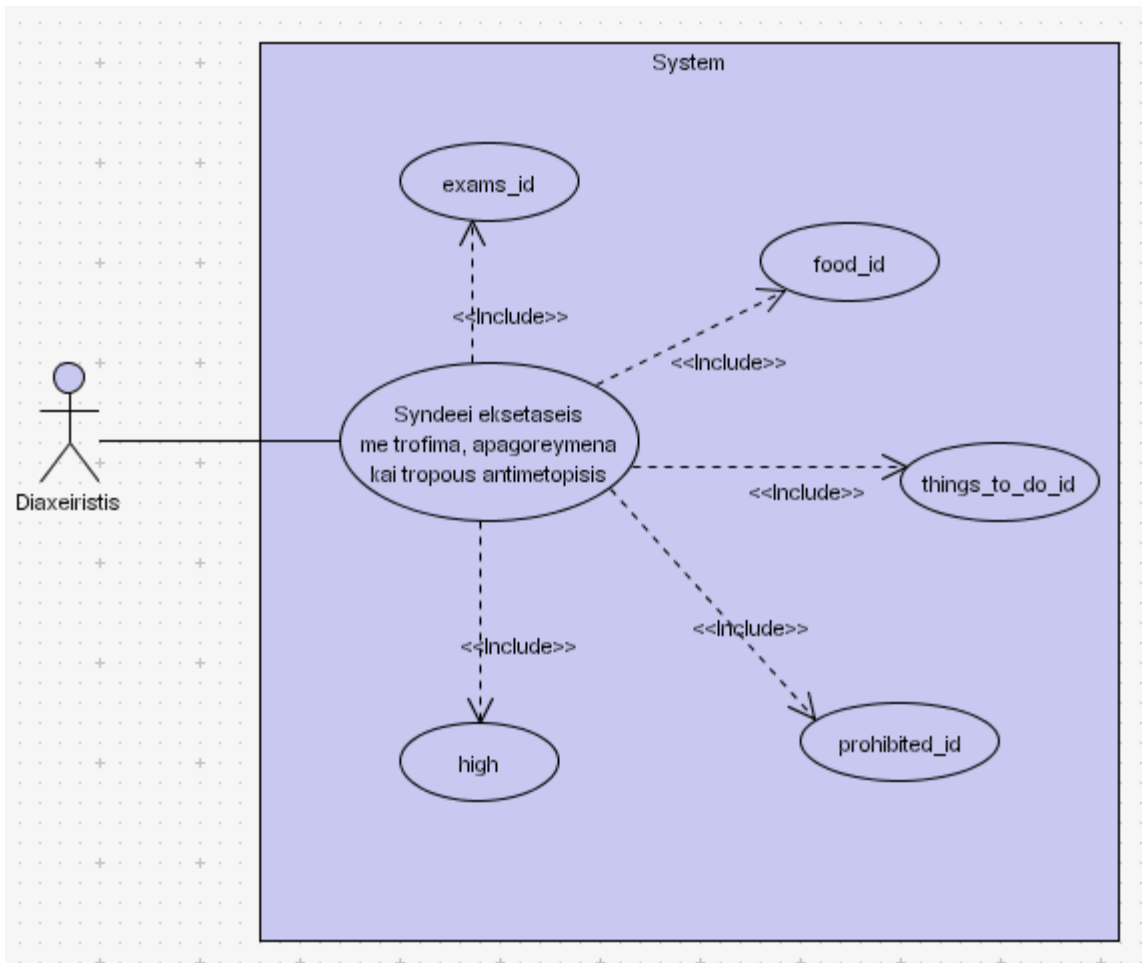 System
exams_id
food_id
<<Include>>
<<Include>>
Syndeei eksetaseis
me trofima, apagoreymena
kai tropous antimetopisis
things_to_do_id
<<Include>>
Diaxeiristis
<<Include>>
<<Include>>
prohibited_id
high